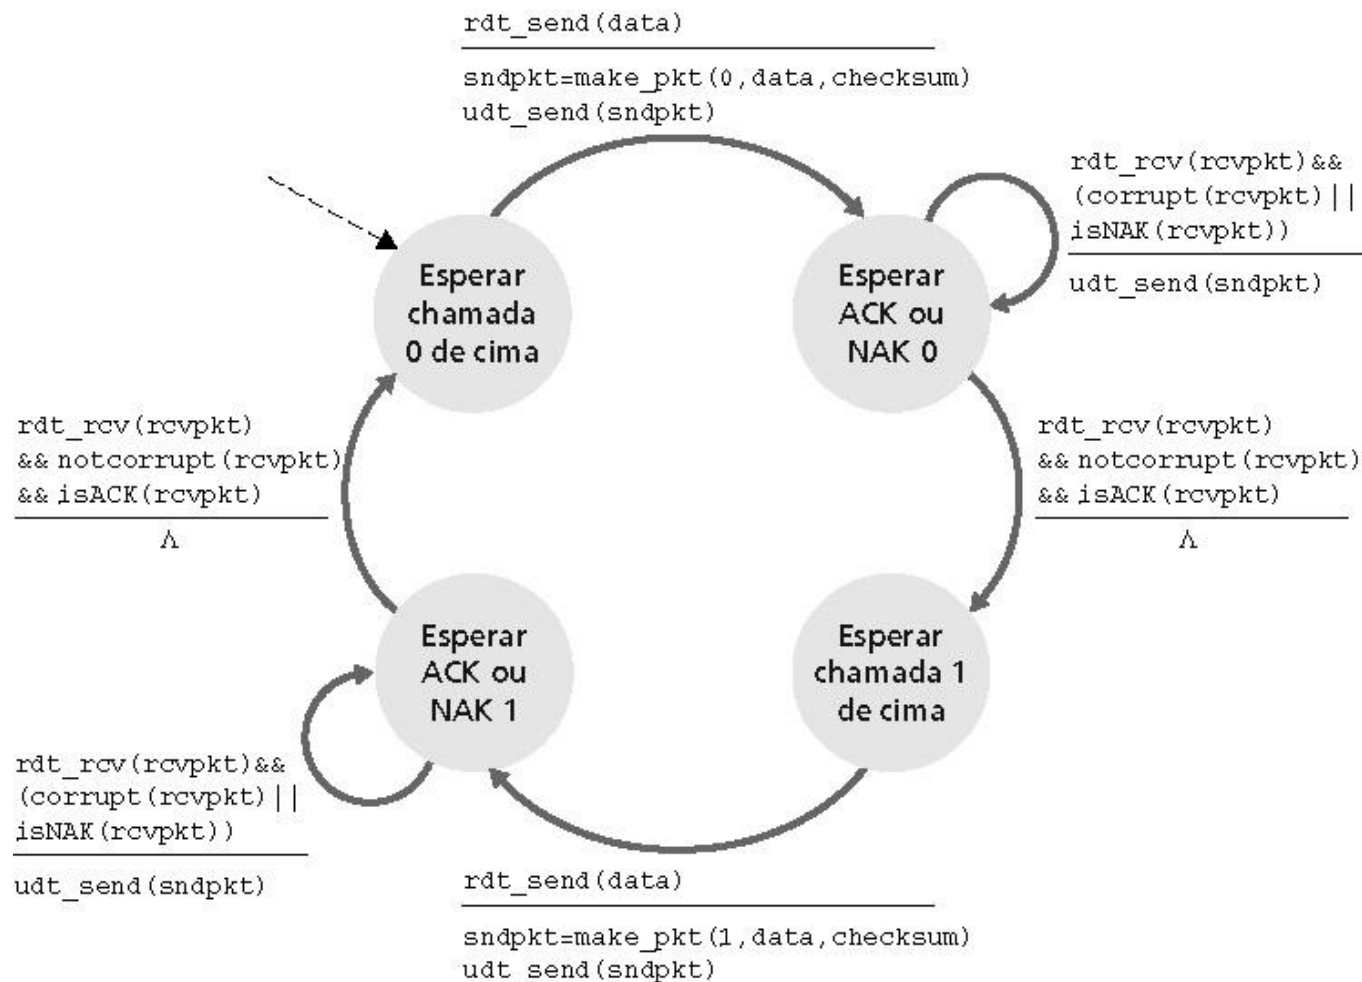 rdt_send(data)
sndpkt=make_pkt(0,data,checksum)
udt_send(sndpkt)
rdt_rcv(rcvpkt)&&
(corrupt(rcvpkt)||
isNAK(rcvpkt))
udt_send(sndpkt)
Esperar
chamada
0 de cima
Esperar
ACK ou
NAK 0
rdt_rcv(rcvpkt)
&& notcorrupt(rcvpkt)
&& isACK(rcvpkt)
Λ
rdt_rcv(rcvpkt)
&& notcorrupt(rcvpkt)
&& isACK(rcvpkt)
Λ
Esperar
ACK ou
NAK 1
Esperar
chamada 1
de cima
rdt_rcv(rcvpkt)&&
(corrupt(rcvpkt)||
isNAK(rcvpkt))
udt_send(sndpkt)
rdt_send(data)
sndpkt=make_pkt(1,data,checksum)
udt_send(sndpkt)